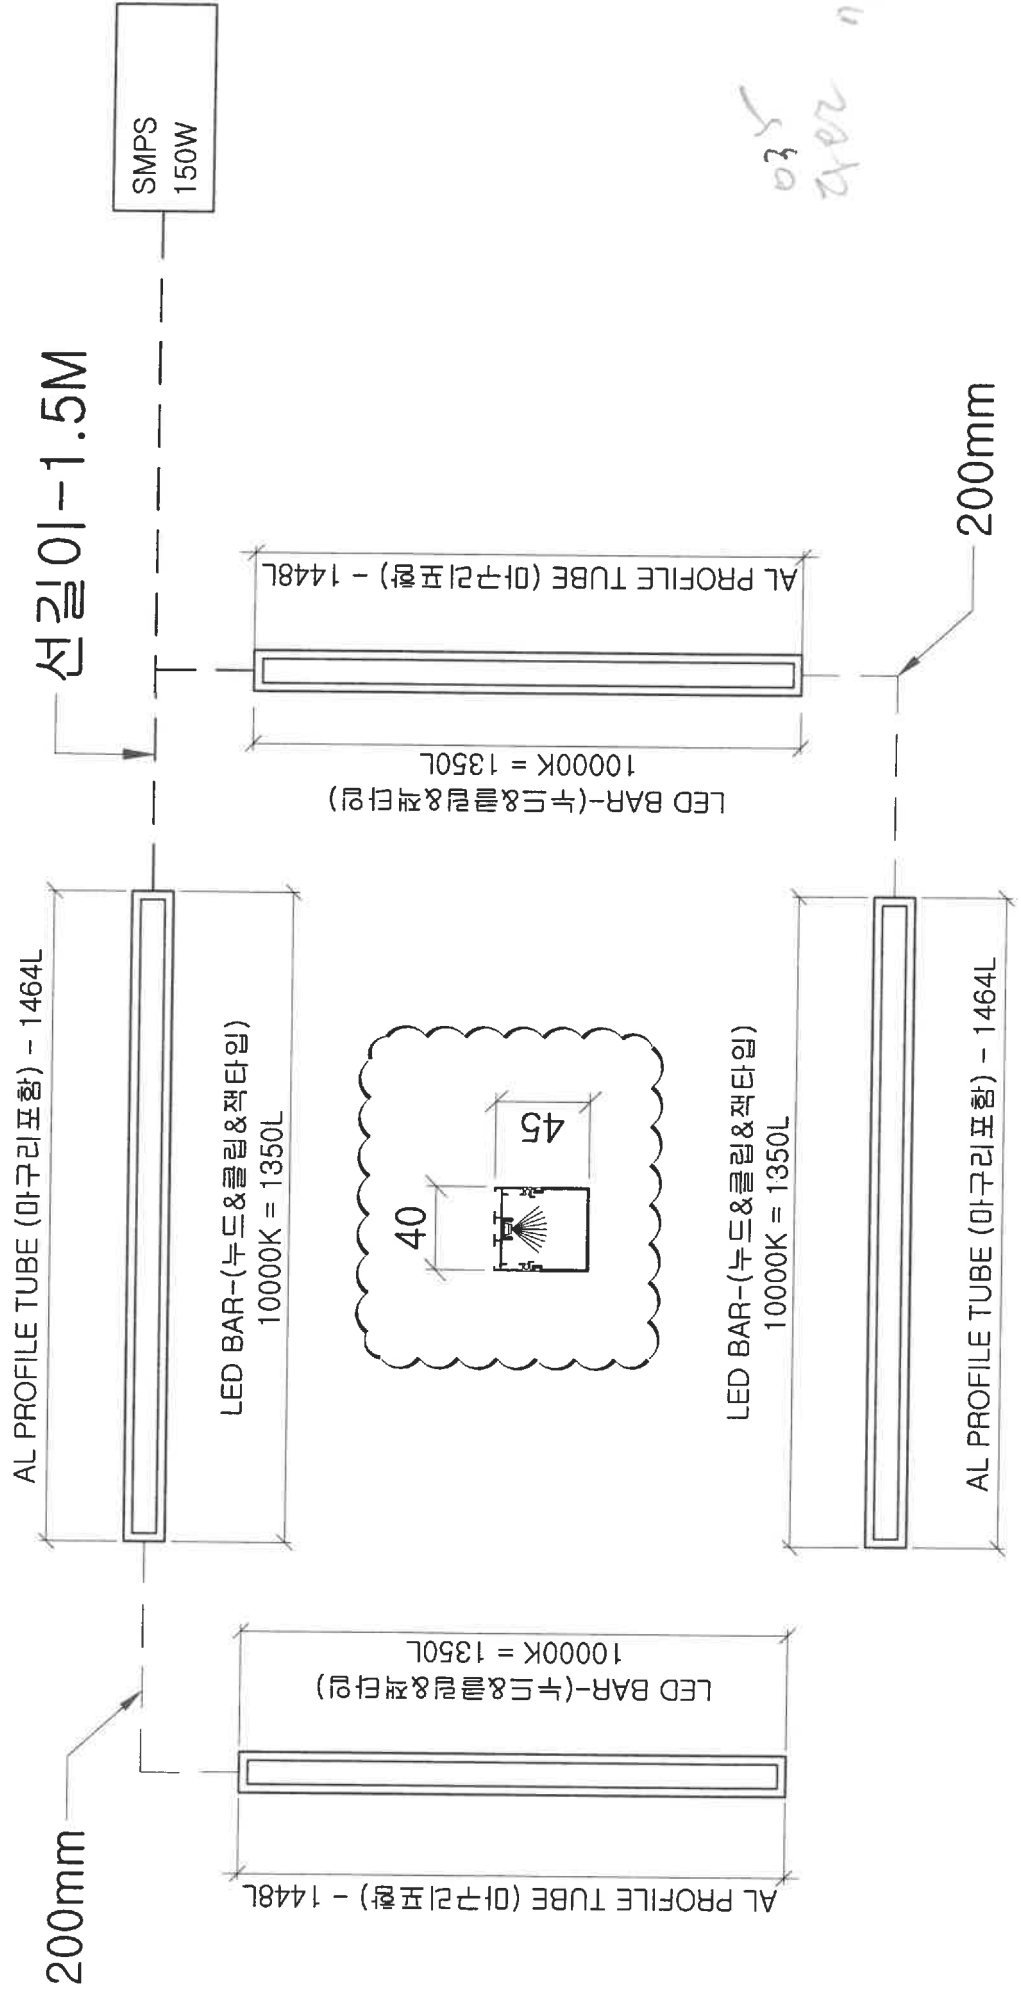 SMPS
150W
선길이-1.5M
AL PROFILE TUBE (마구리포함) - 1464L
LED BAR-(누드&클립&잭타입)
10000K = 1350L
AL PROFILE TUBE (마구리포함) - 1448L
LED BAR-(누드&클립&잭타입)
10000K = 1350L
200mm
40
45
200mm
LED BAR-(누드&클립&잭타입)
10000K = 1350L
AL PROFILE TUBE (마구리포함) - 1448L
LED BAR-(누드&클립&잭타입)
10000K = 1350L
AL PROFILE TUBE (마구리포함) - 1464L